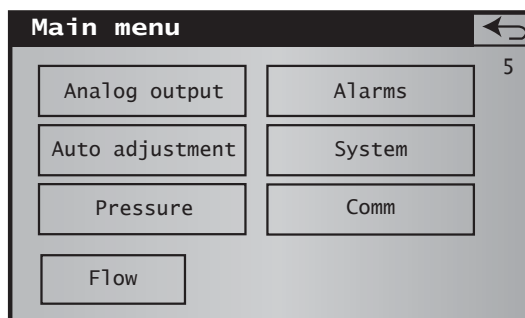 Main menu
5
Analog output
Alarms
Auto adjustment
System
Pressure
Comm
Flow